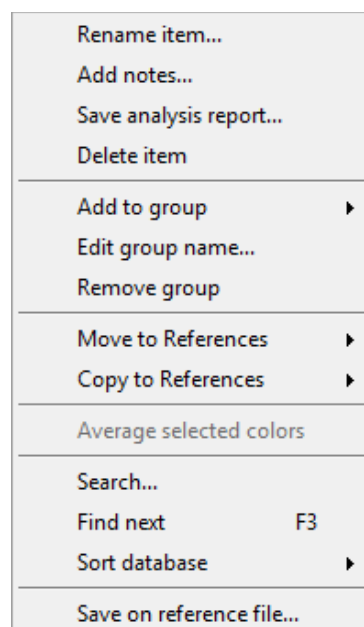 Rename item...
Add notes...
Save analysis report...
Delete item
Add to group
Edit group name...
Remove group
Move to References
Copy to References
Average selected colors
Search...
Find next F3
Sort database
Save on reference file...